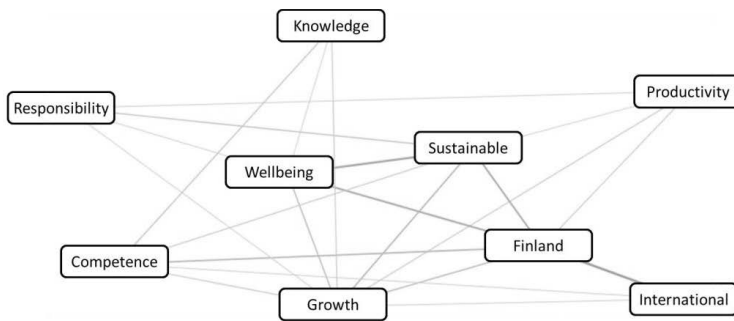 Knowledge
Responsibility
Productivity
Sustainable
Wellbeing
Finland
Competence
Growth
International